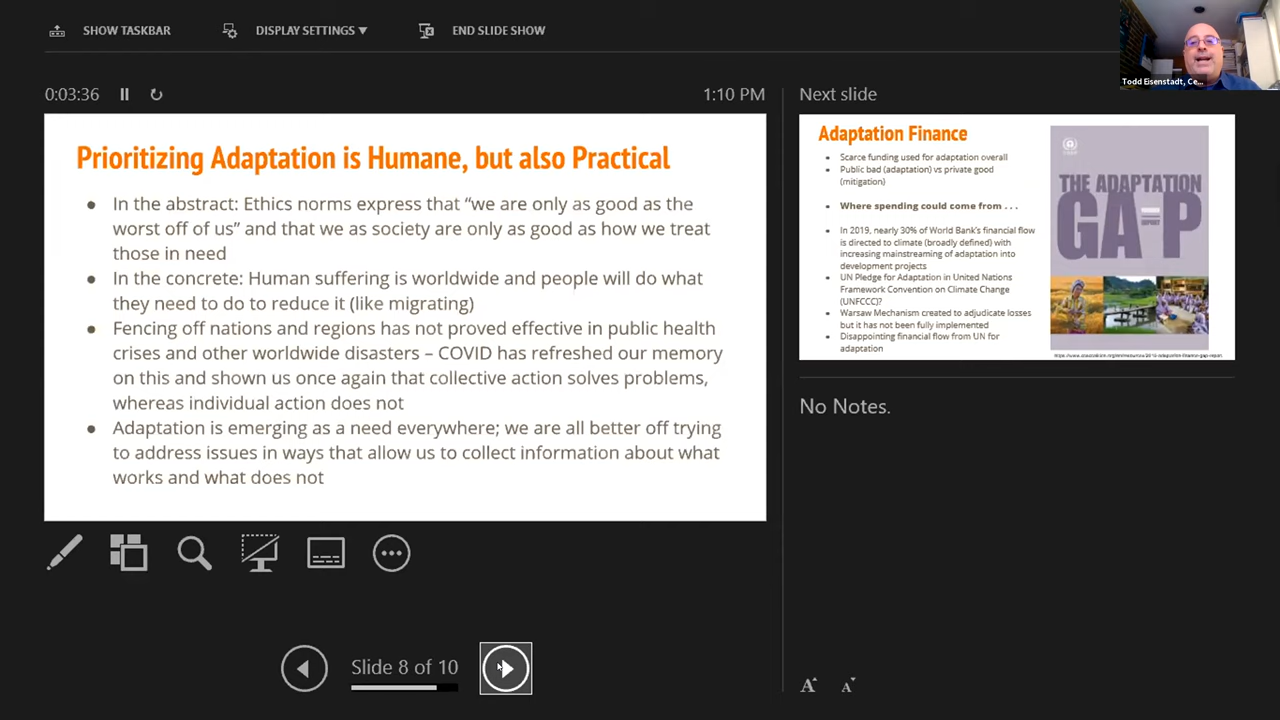 SHOW TASKBAR
DISPLAY SETTINGS ▼
END SLIDE SHOW
Todd Eisenstadt, Ce...
0:03:36
1:10 PM
Next slide
Prioritizing Adaptation is Humane, but also Practical
● In the abstract: Ethics norms express that “we are only as good as the
worst off of us” and that we as society are only as good as how we treat
those in need
● In the concrete: Human suffering is worldwide and people will do what
they need to do to reduce it (like migrating)
● Fencing off nations and regions has not proved effective in public health
crises and other worldwide disasters – COVID has refreshed our memory
on this and shown us once again that collective action solves problems,
whereas individual action does not
● Adaptation is emerging as a need everywhere; we are all better off trying
to address issues in ways that allow us to collect information about what
works and what does not
Adaptation Finance
• Scarce funding used for adaptation overall
• Public bad (adaptation) vs private good
(mitigation)
• Where spending could come from . . .
• In 2019, nearly 30% of World Bank’s financial flow
is directed to climate (broadly defined) with
increasing mainstreaming of adaptation into
development projects
• UN Pledge for Adaptation in United Nations
Framework Convention on Climate Change
(UNFCCC)?
• Warsaw Mechanism created to adjudicate losses
but it has not been fully implemented
• Disappointing financial flow from UN for
adaptation
THE ADAPTATION
GAP
No Notes.
Slide 8 of 10
A A